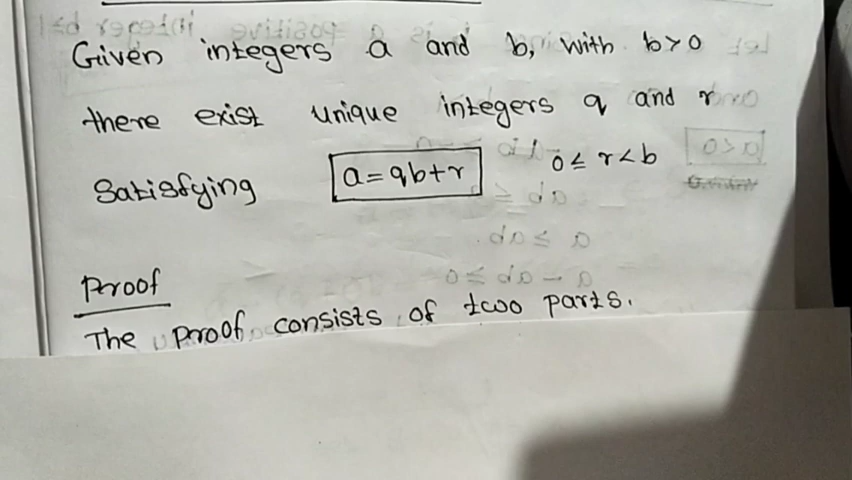 Given integers a and b, with b>0
there exist unique integers q and r
Satisfying a=qb+r 0≤r<b
Proof
The proof consists of two parts.